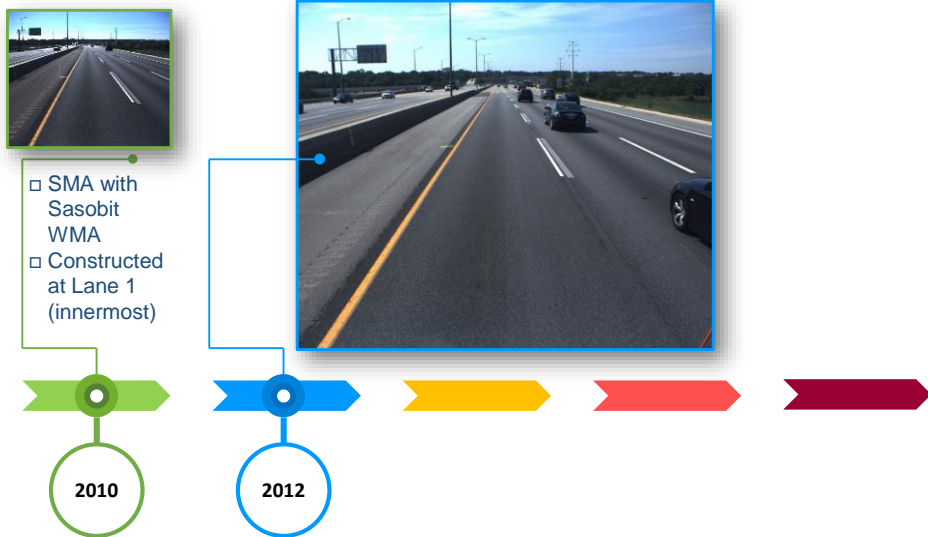 □ SMA with
Sasobit
WMA
□ Constructed
at Lane 1
(innermost)
2010
2012